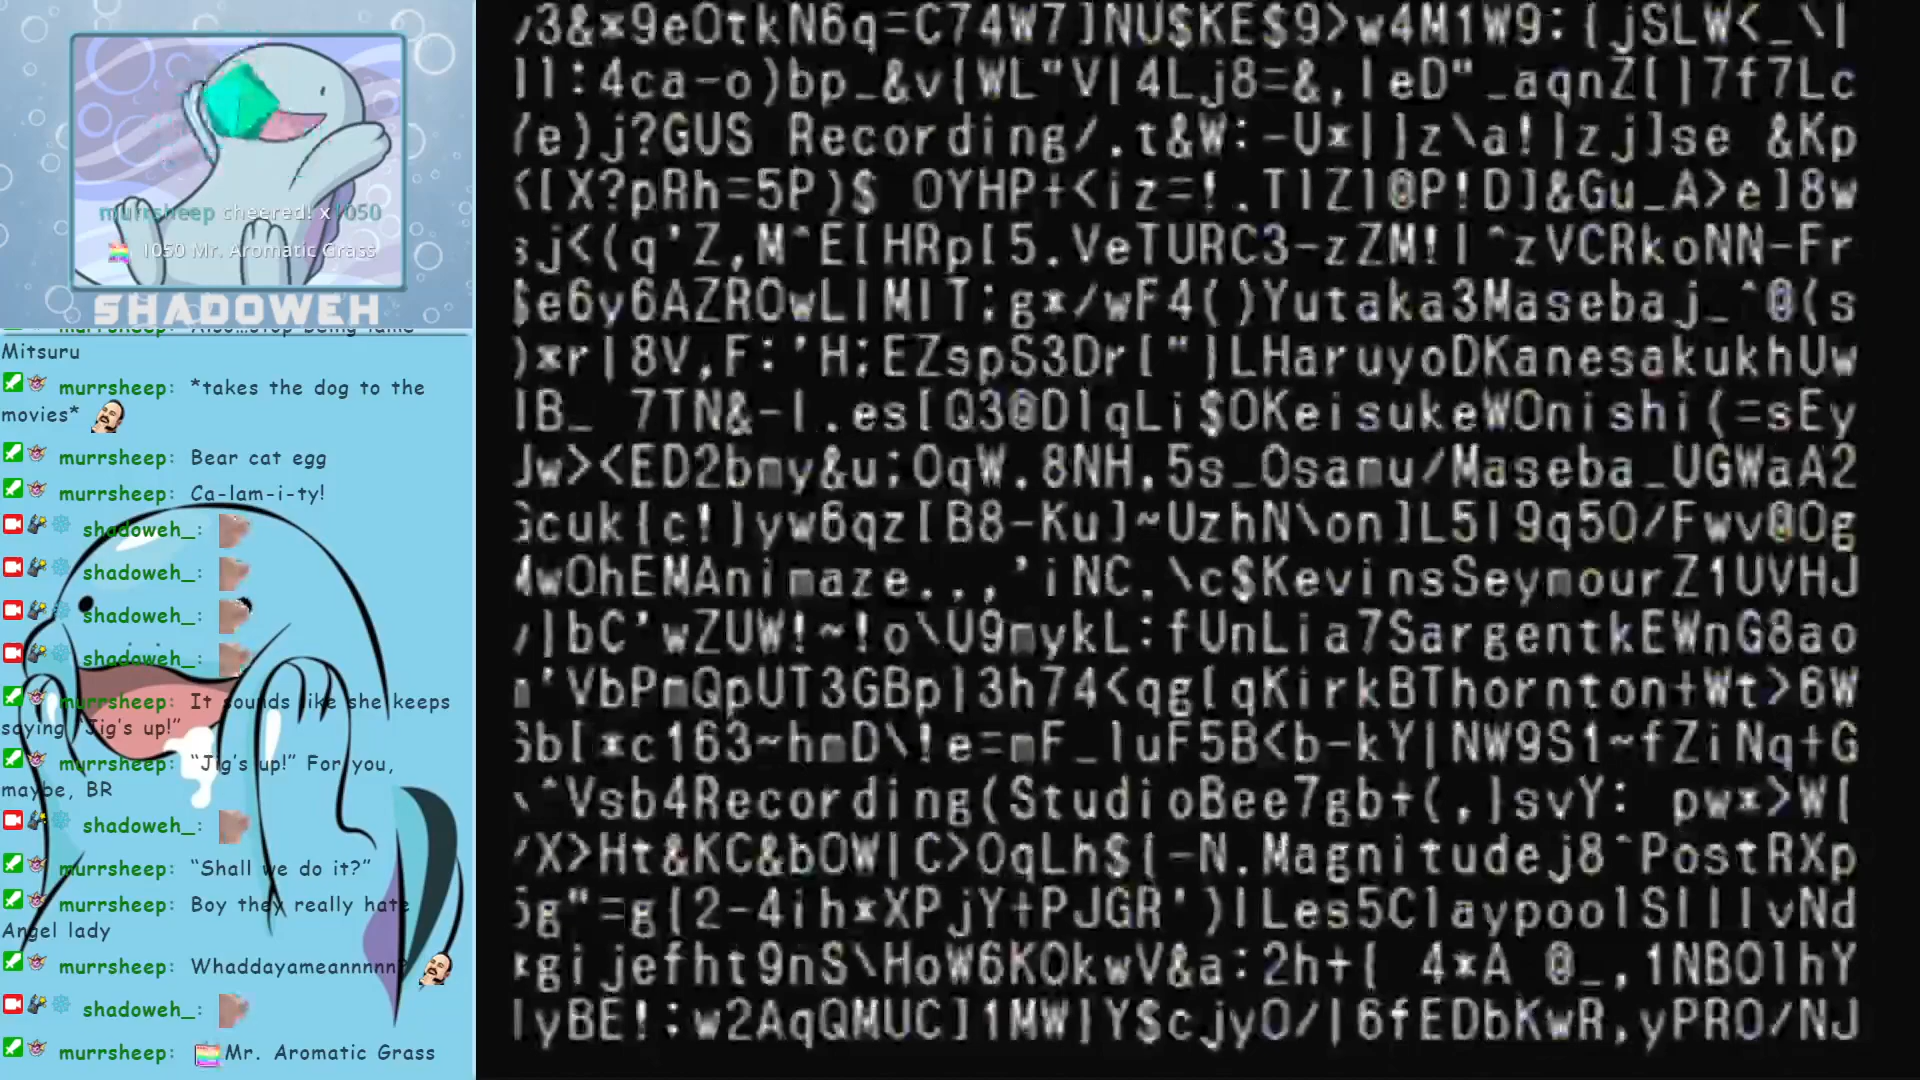 murrsheep cheered! x1050
1050 Mr. Aromatic Grass
SHADOWEH
Mitsuru
murrsheep: *takes the dog to the
movies*
murrsheep: Bear cat egg
murrsheep: Ca-lam-i-ty!
shadoweh_:
shadoweh_:
shadoweh_:
shadoweh_:
murrsheep: It sounds like she keeps
saying "Jig's up!"
murrsheep: "Jig's up!" For you,
maybe, BR
shadoweh_:
murrsheep: "Shall we do it?"
murrsheep: Boy they really hate
Angel lady
murrsheep: Whaddayameannnnn?
shadoweh_:
murrsheep: Mr. Aromatic Grass
/3&*9eOtkN6q=C74W7]NU$KE$9>w4M1W9:{jSLW<_\|
]l:4ca-o)bp_&v{WL"V|4Lj8=&,leD"_aqnZ[]7f7Lc
/e)j?GUS Recording/.t&W:-Ux||z\a!]zj]se &Kp
<[X?pRh=5P)$ OYHP+<iz=!.TlZl@P!D]&Gu_A>e]8w
sj<(q'Z,M^E[HRp[5.VeTURC3-zZM!|^zVCRkoNN-Fr
$e6y6AZROwLIMIT;g*/wF4()Yutaka3Masebaj_^@(s
)*r|8V,F:'H;EZspS3Dr["]LHaruyoDKanesakukhUw
IB_ 7TN&-|.es[Q3@DlqLi$OKeisukeWOnishi(=sEy
Jw><ED2bmy&u;OqW.8NH.5s_Osamu/Maseba_UGWaA2
Gcuk{c!]yw6qz[B8-Ku]~UzhN\on]L5I9q5O/Fwv@Og
MwOhEMAnimaze...'iNC.\c$KevinsSeymourZ1UVHJ
/]bC'wZUW!~!o\U9mykL:fUnLia7SargentkEWnG8ao
m'VbPmQpUT3GBp]3h74<qglqKirkBThornton+Wt>6W
Gb[*c163~hmD\!e=mF_luF5B<b-kY|NW9S1~fZiNq+G
\^Vsb4Recording(StudioBee7gb+(,]svY: pw*>W[
/X>Ht&KC&bOW|C>OqLh${-N.Magnitudej8^PostRXp
5g"=g{2-4ih*XPjY+PJGR')lLes5ClaypoolSlllvNd
*gijefht9nS\HoW6KOkwV&a:2h+{ 4*A @_,1NBOlhY
lyBE!:w2AqQMUC]1MW]Y$cjyO/|6fEDbKwR,yPRO/NJ